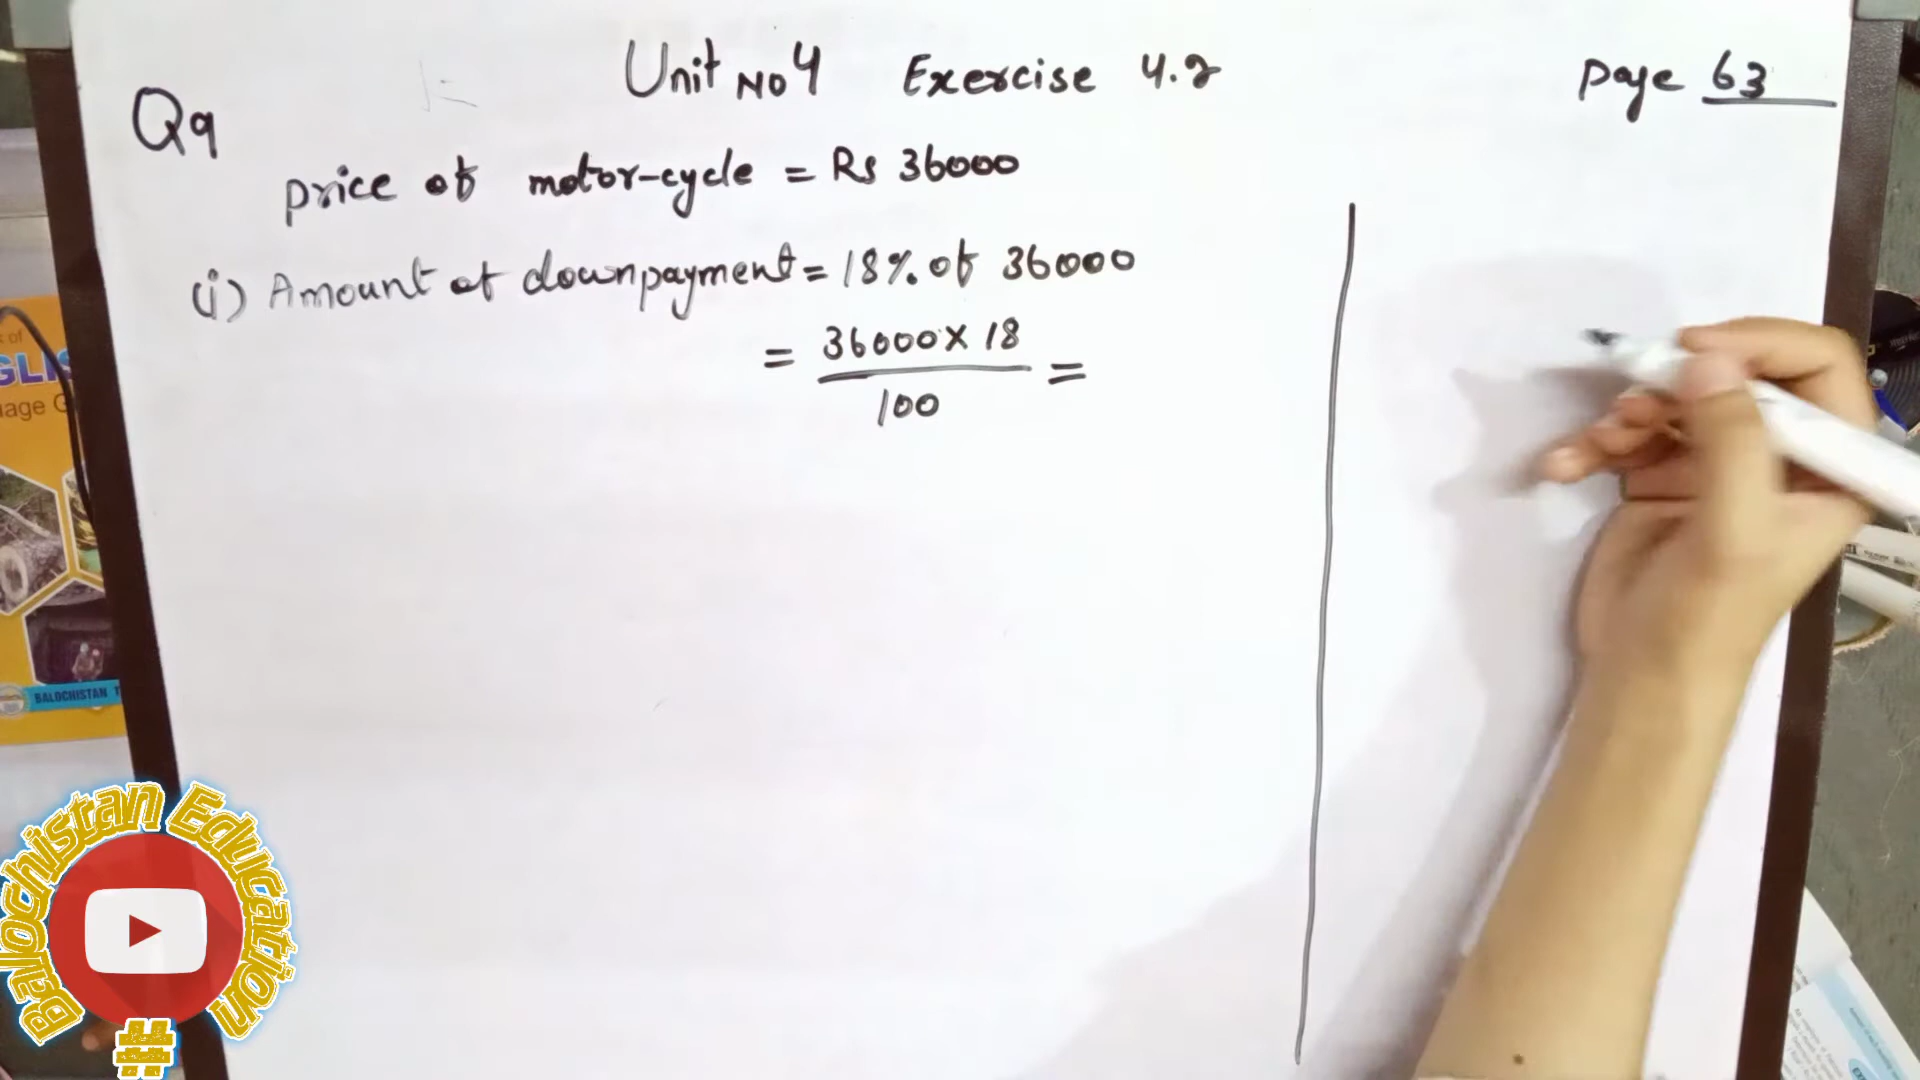 Unit No 4 Exercise 4.2 Page 63
Q9
Price of motor-cycle = Rs 36000
(i) Amount of downpayment = 18% of 36000
= 36000 x 18 / 100 =
BALOCHISTAN
Balochistan Education
#